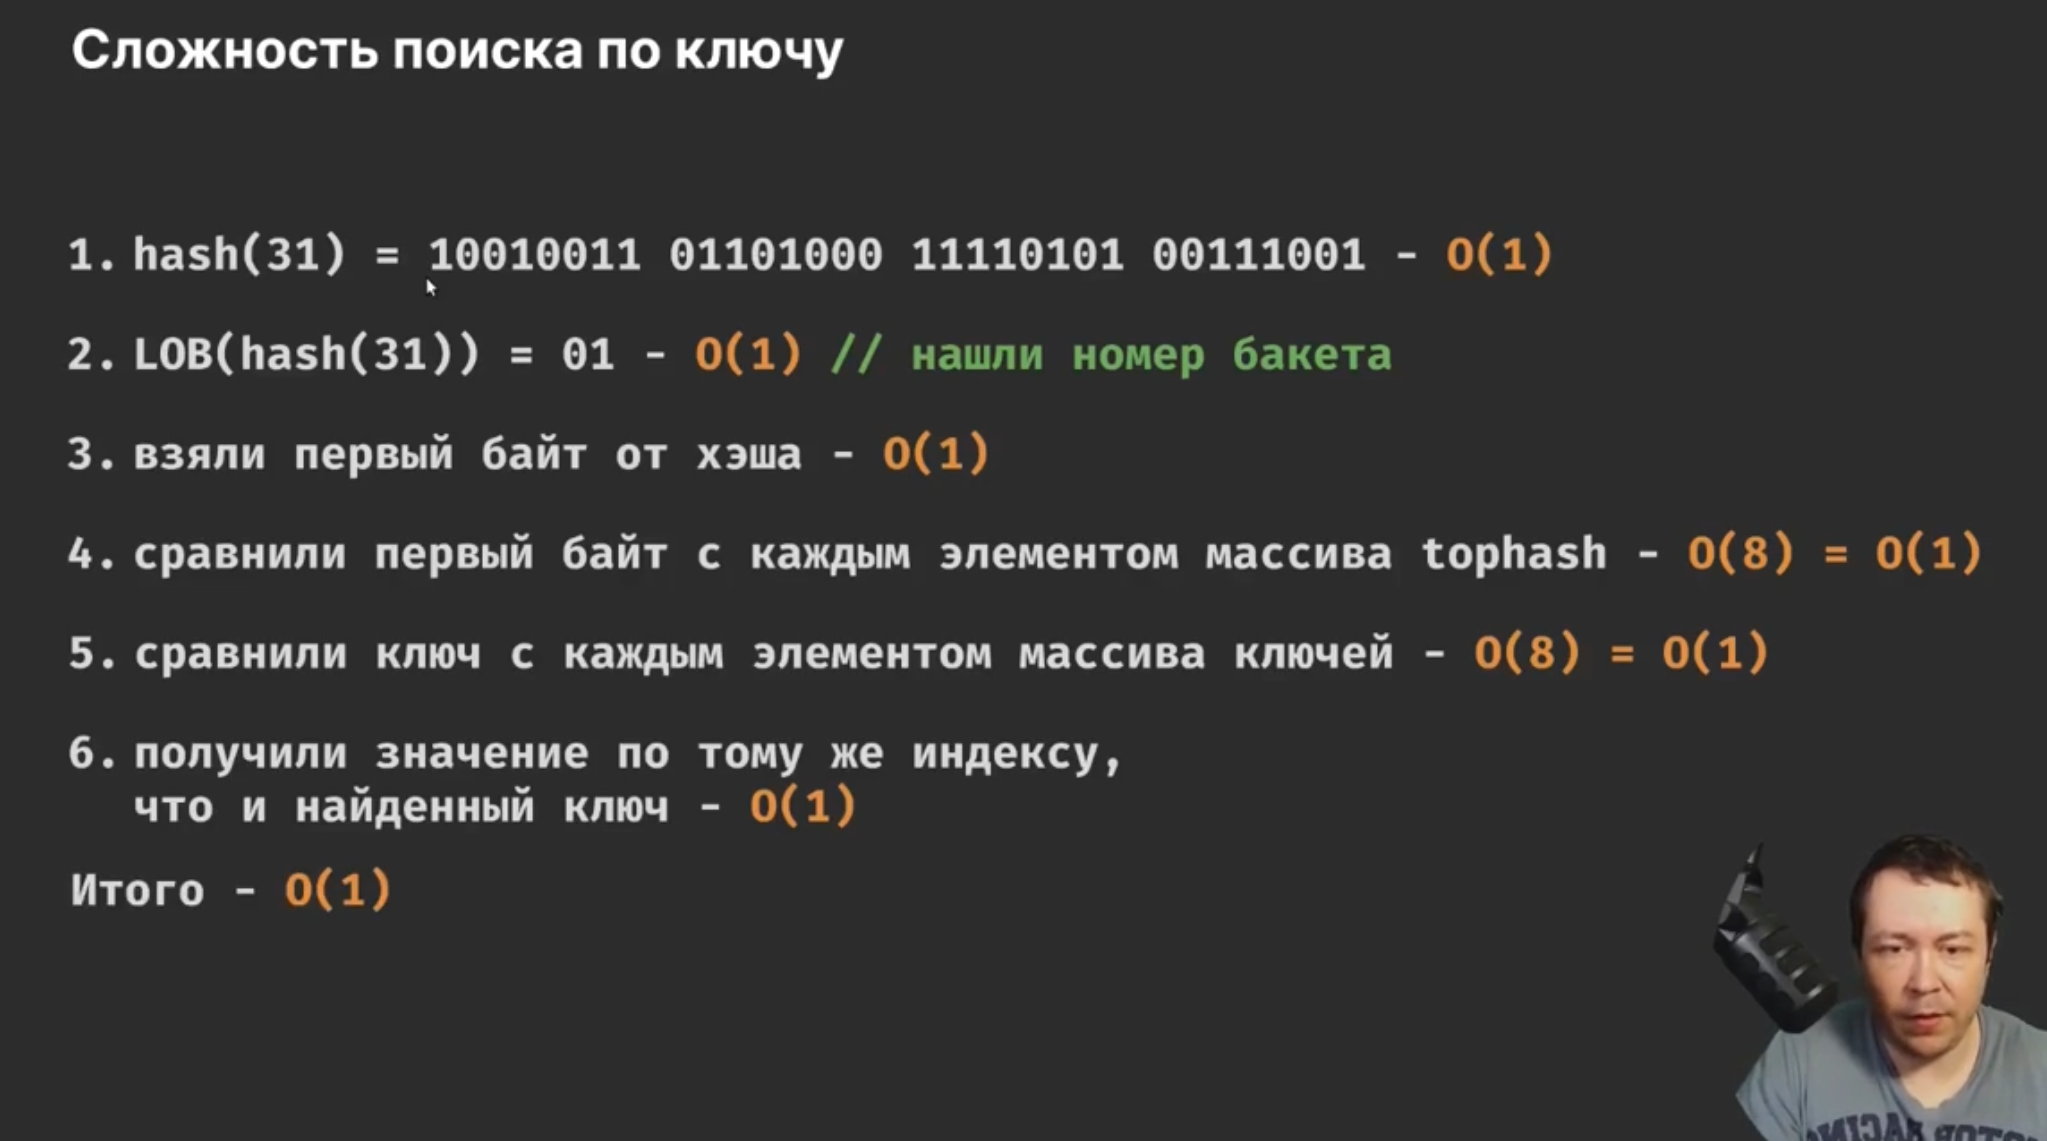 Сложность поиска по ключу
1. hash(31) = 10010011 01101000 11110101 00111001 - O(1)
2. LOB(hash(31)) = 01 - O(1) // нашли номер бакета
3. взяли первый байт от хэша - O(1)
4. сравнили первый байт с каждым элементом массива tophash - O(8) = O(1)
5. сравнили ключ с каждым элементом массива ключей - O(8) = O(1)
6. получили значение по тому же индексу,
что и найденный ключ - O(1)
Итого - O(1)